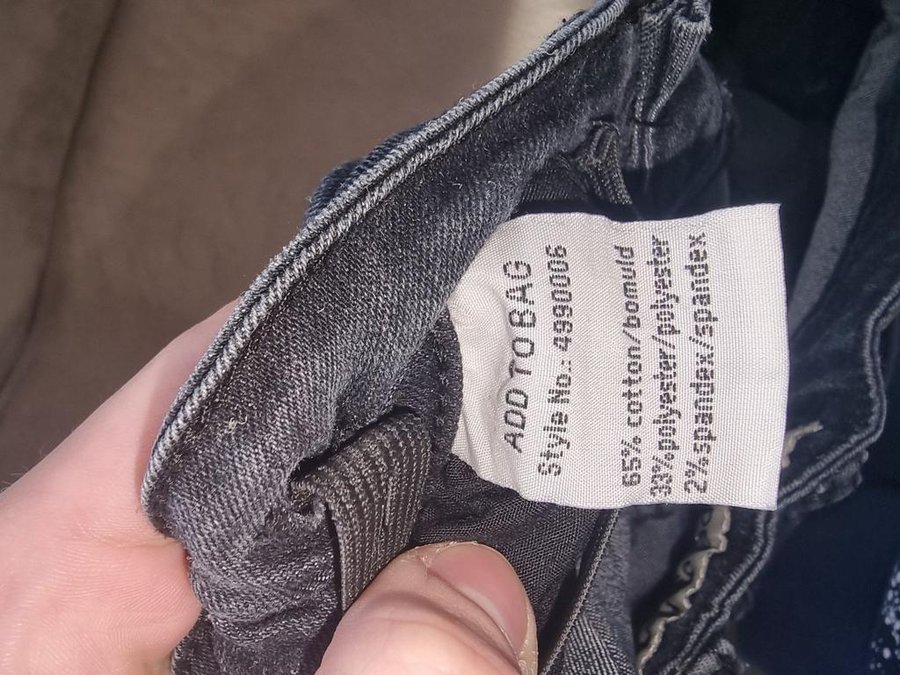 ADD TO BAG
Style No.: 4990006
65% cotton/bomuld
33%polyester/polyester
2%spandex/spandex